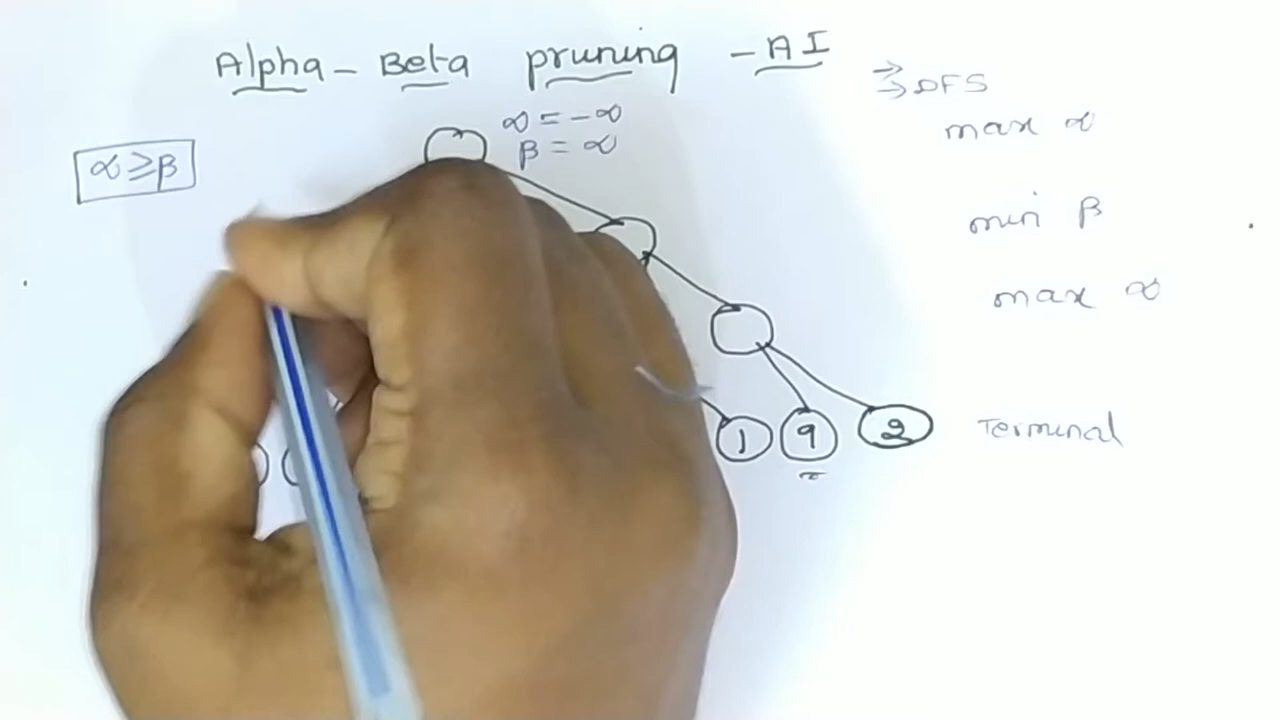 Alpha - Beta pruning - AI
⇒ DFS
∝ = -∞
β = ∞
max ∝
∝ ≥ β
min β
max ∝
1 9 2 Terminal